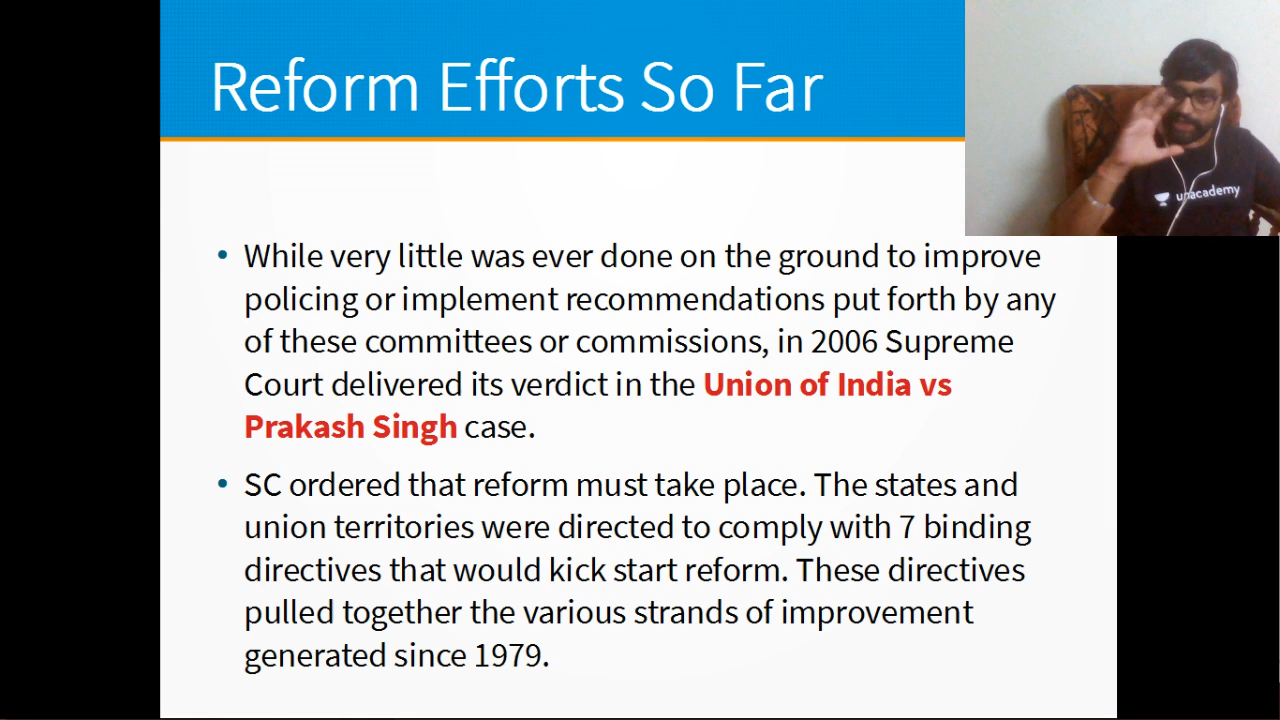 Reform Efforts So Far
unacademy
• While very little was ever done on the ground to improve
policing or implement recommendations put forth by any
of these committees or commissions, in 2006 Supreme
Court delivered its verdict in the Union of India vs
Prakash Singh case.
• SC ordered that reform must take place. The states and
union territories were directed to comply with 7 binding
directives that would kick start reform. These directives
pulled together the various strands of improvement
generated since 1979.